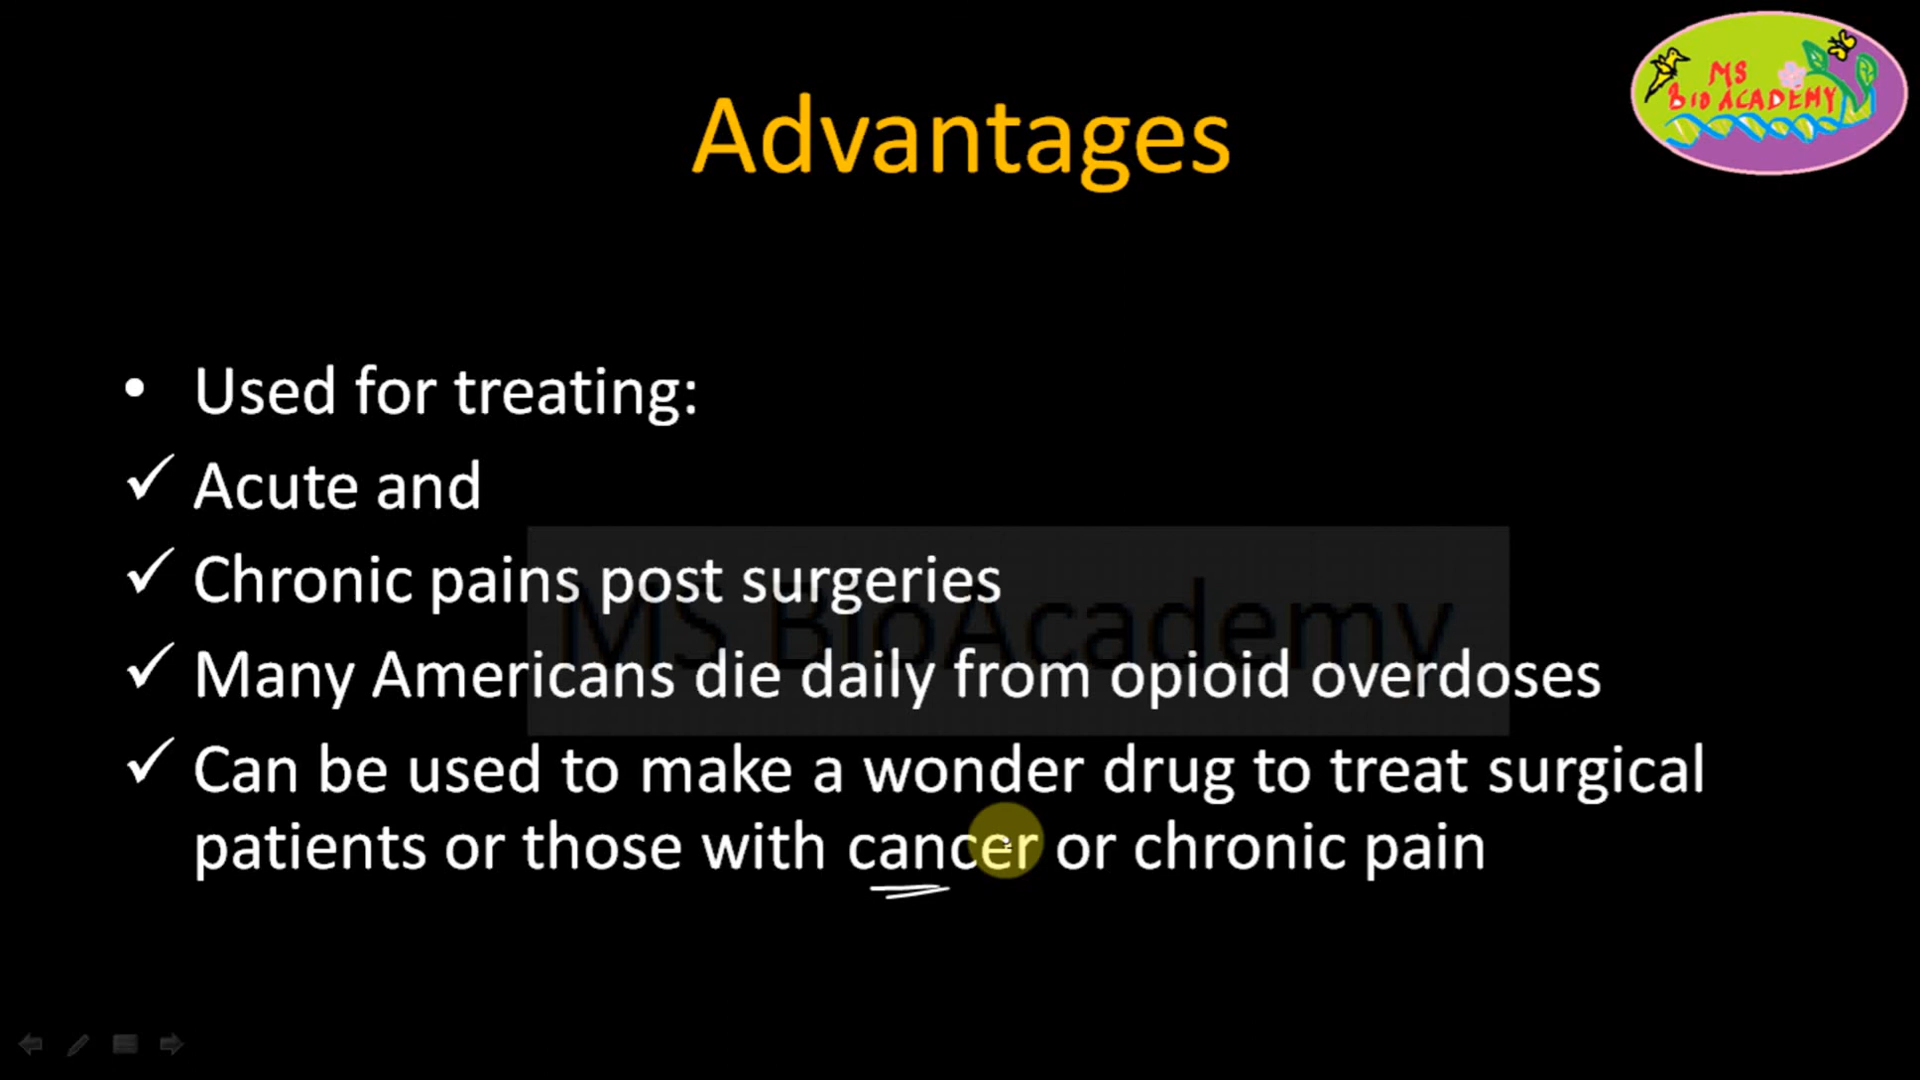 MS
BIO ACADEMY
Advantages
• Used for treating:
✓ Acute and
✓ Chronic pains post surgeries
MS BioAcademy
✓ Many Americans die daily from opioid overdoses
✓ Can be used to make a wonder drug to treat surgical
patients or those with cancer or chronic pain